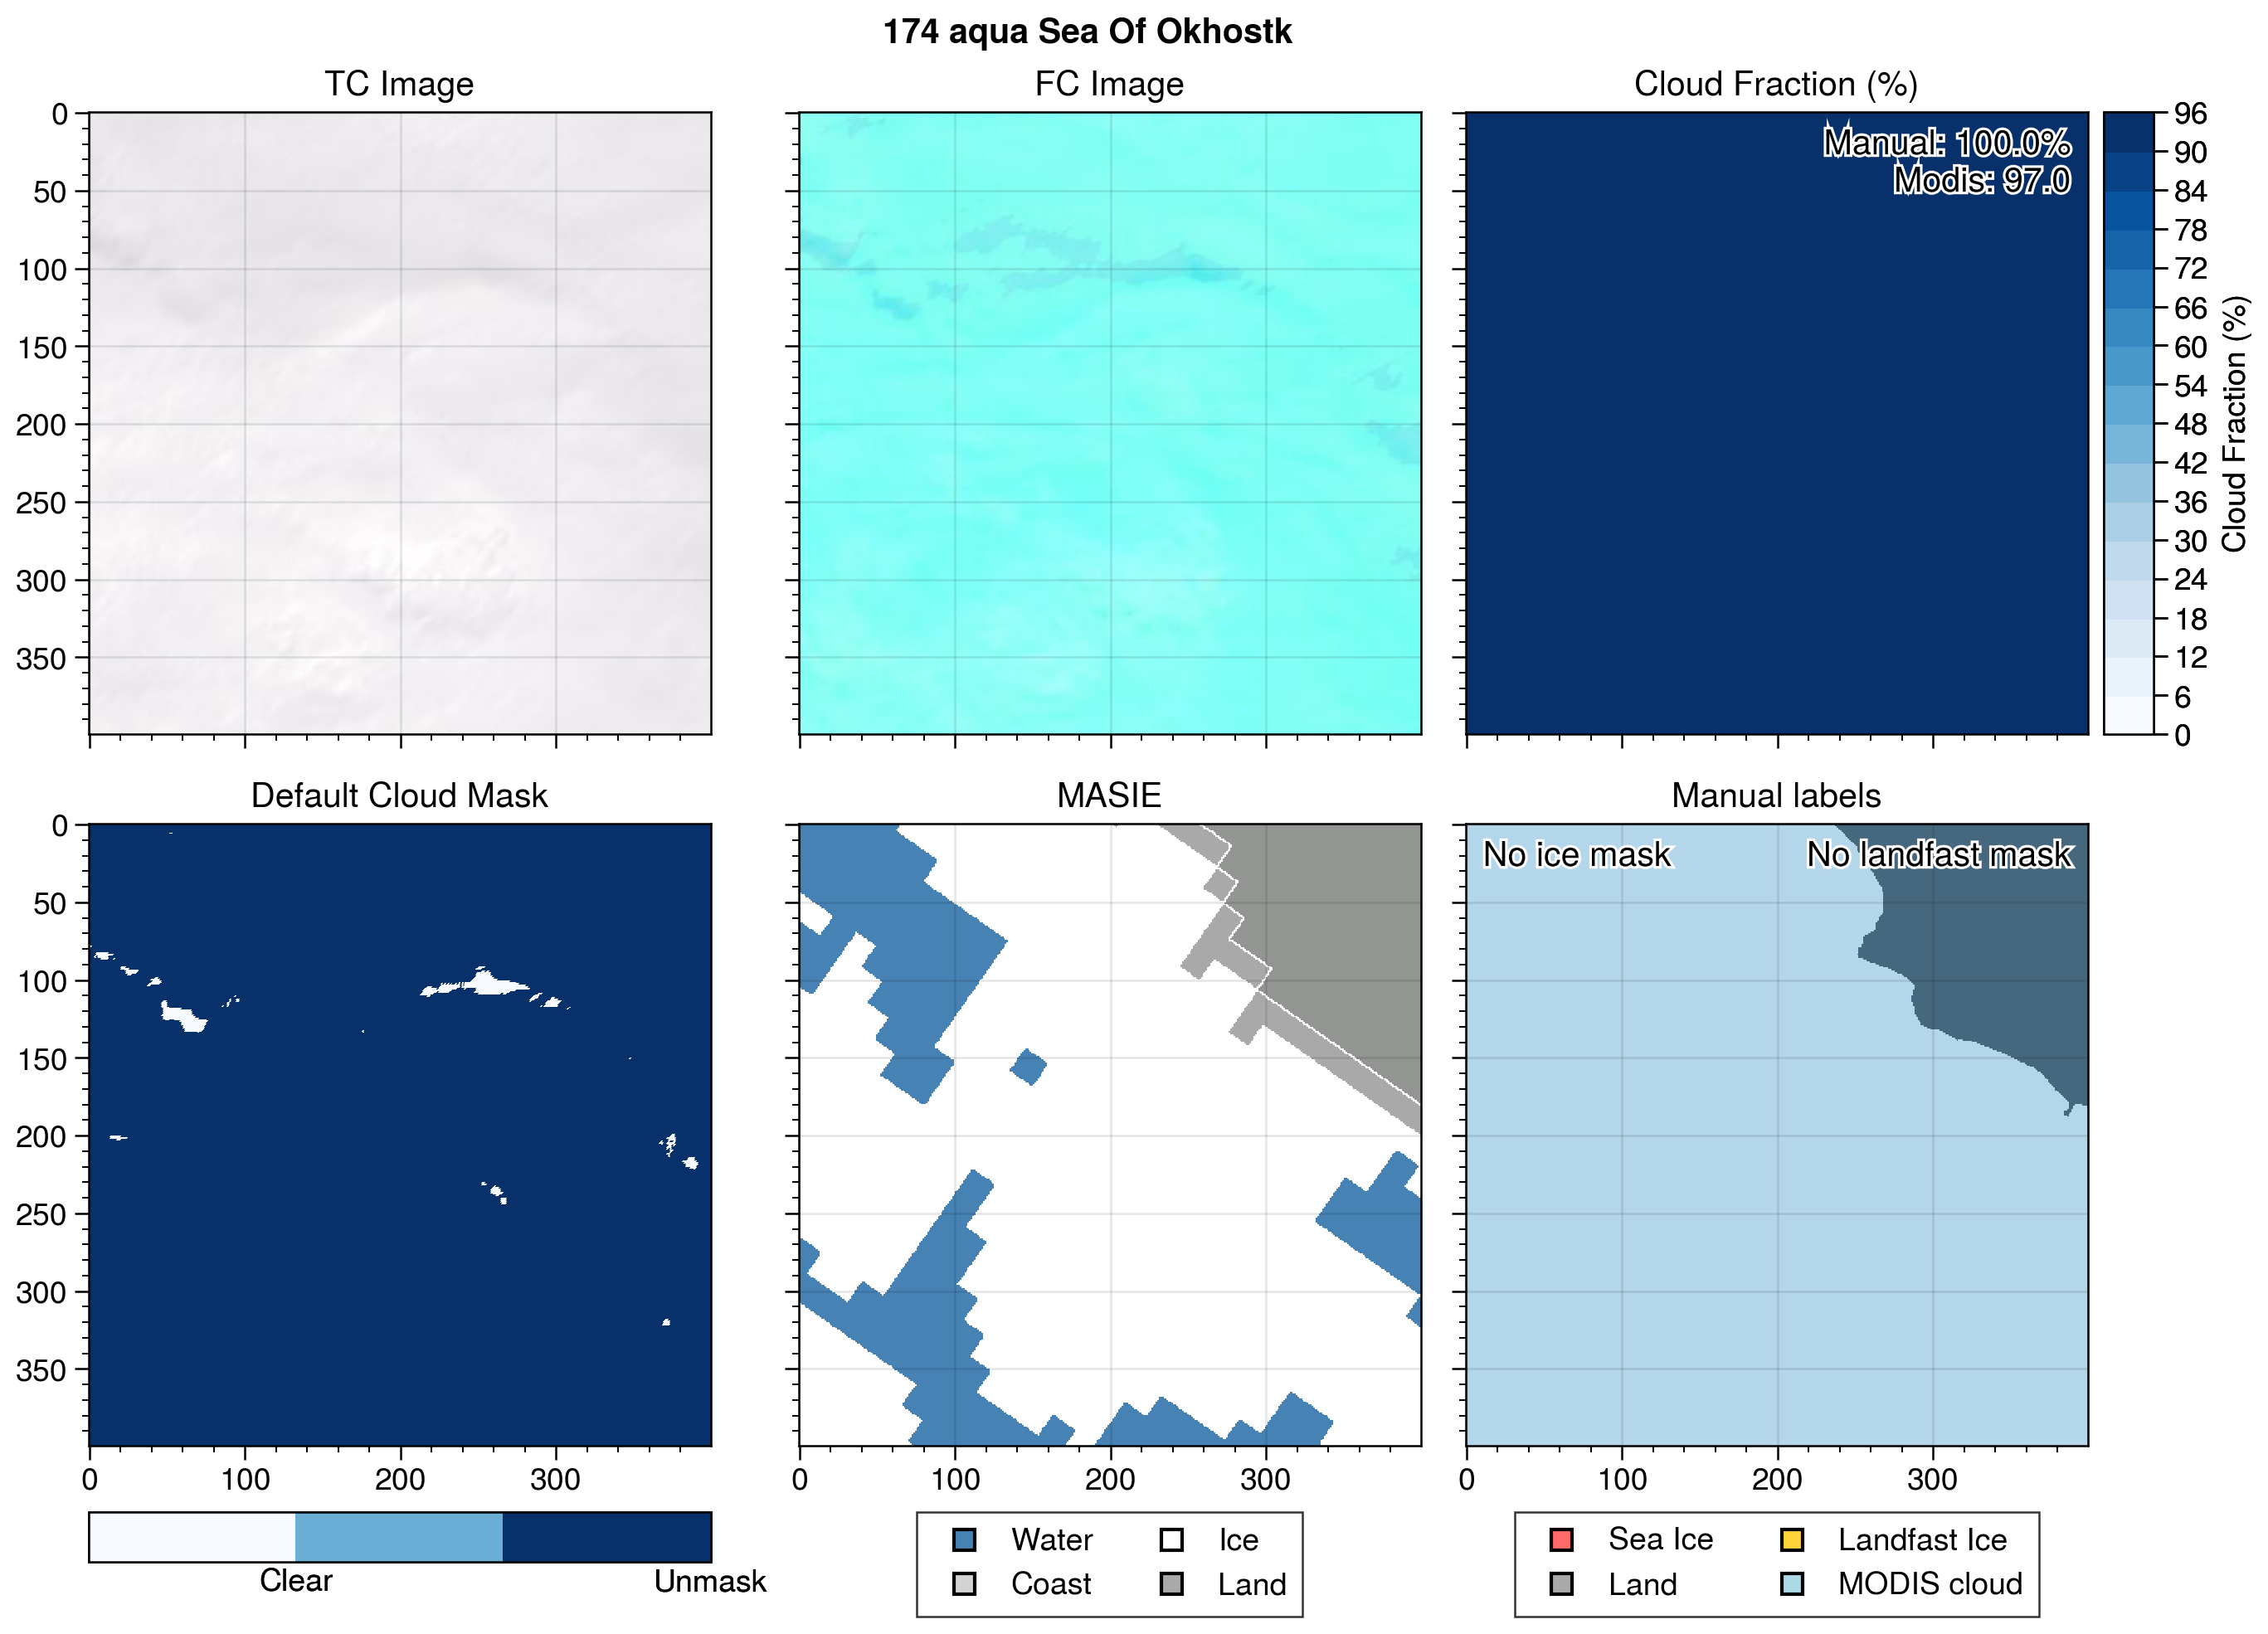 174 aqua Sea Of Okhostk
TC Image
FC Image
Cloud Fraction (%)
0
50
100
150
200
250
300
350
Manual: 100.0%
Modis: 97.0
96
90
84
78
72
66
60
54
48
42
36
30
24
18
12
6
0
Cloud Fraction (%)
Default Cloud Mask
MASIE
Manual labels
0
50
100
150
200
250
300
350
No ice mask
No landfast mask
0 100 200 300
0 100 200 300
0 100 200 300
Clear
Unmask
Water
Ice
Coast
Land
Sea Ice
Landfast Ice
Land
MODIS cloud